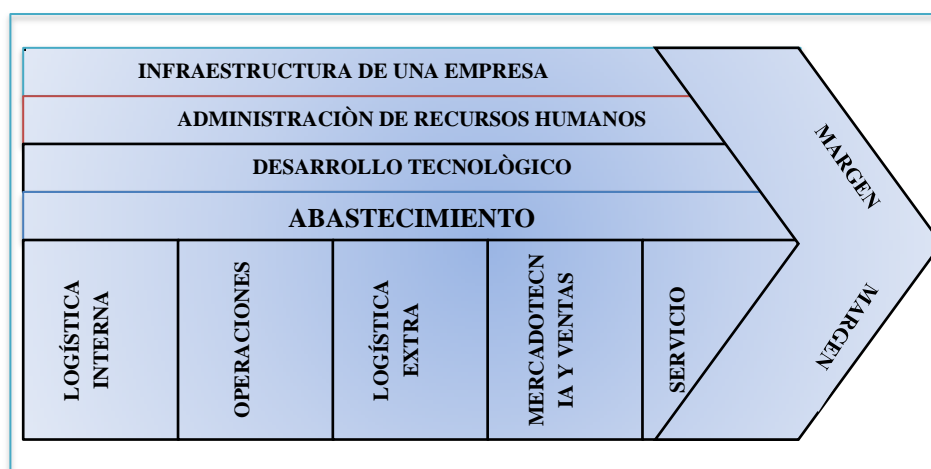 INFRAESTRUCTURA DE UNA EMPRESA
ADMINISTRACIÒN DE RECURSOS HUMANOS
DESARROLLO TECNOLÒGICO
ABASTECIMIENTO
LOGÍSTICA
INTERNA
OPERACIONES
LOGÍSTICA
EXTRA
MERCADOTECN
IA Y VENTAS
SERVICIO
MARGEN
MARGEN